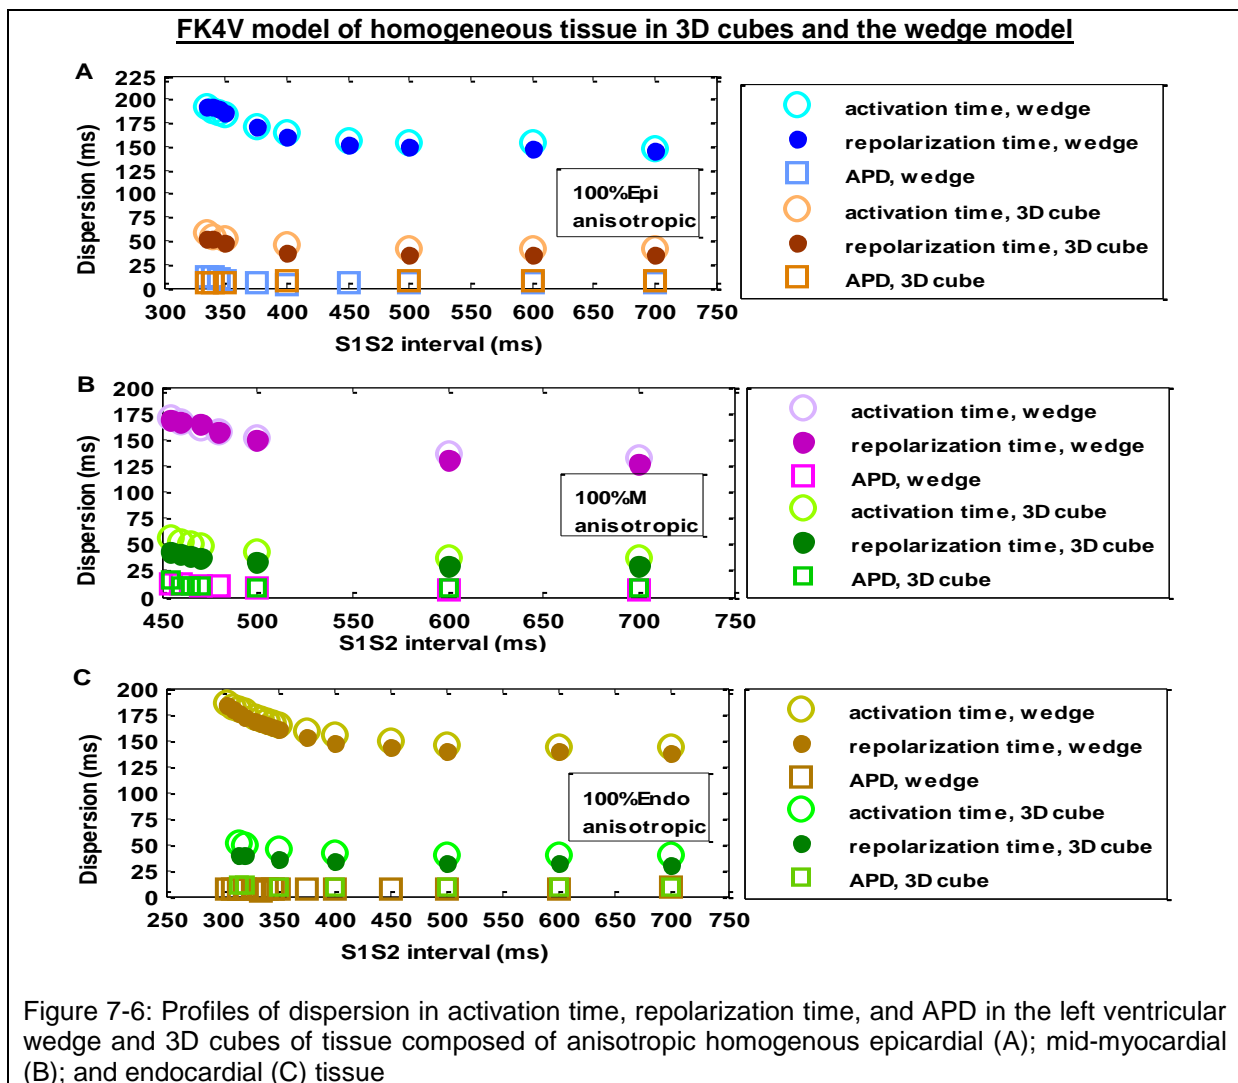 FK4V model of homogeneous tissue in 3D cubes and the wedge model
A
Dispersion (ms)
225
200
175
150
125
100
75
50
25
0
300 350 400 450 500 550 600 650 700 750
S1S2 interval (ms)
100%Epi
anisotropic
activation time, wedge
repolarization time, wedge
APD, wedge
activation time, 3D cube
repolarization time, 3D cube
APD, 3D cube
B
Dispersion (ms)
200
175
150
125
100
75
50
25
0
450 500 550 600 650 700 750
S1S2 interval (ms)
100%M
anisotropic
activation time, wedge
repolarization time, wedge
APD, wedge
activation time, 3D cube
repolarization time, 3D cube
APD, 3D cube
C
Dispersion (ms)
200
175
150
125
100
75
50
25
0
250 300 350 400 450 500 550 600 650 700 750
S1S2 interval (ms)
100%Endo
anisotropic
activation time, wedge
repolarization time, wedge
APD, wedge
activation time, 3D cube
repolarization time, 3D cube
APD, 3D cube
Figure 7-6: Profiles of dispersion in activation time, repolarization time, and APD in the left ventricular
wedge and 3D cubes of tissue composed of anisotropic homogenous epicardial (A); mid-myocardial
(B); and endocardial (C) tissue